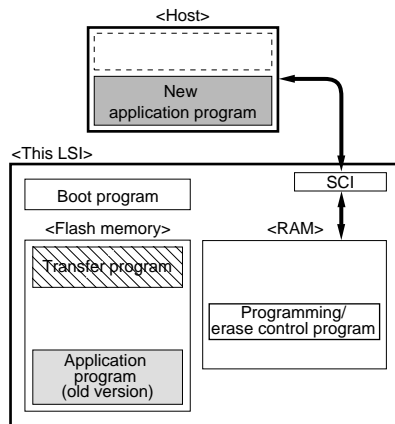 <Host>
New
application program
<This LSI>
SCI
Boot program
<Flash memory>
<RAM>
Transfer program
Programming/
erase control program
Application
program
(old version)